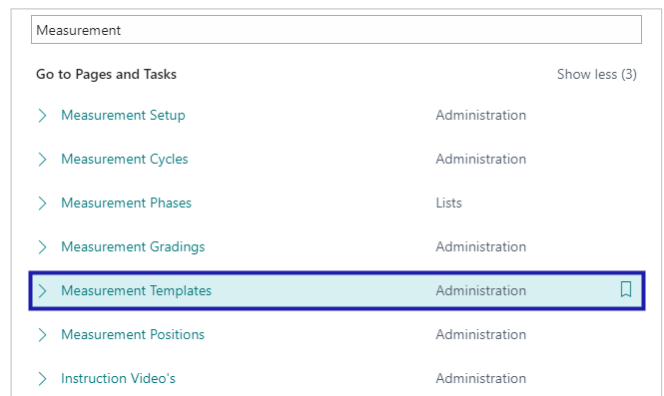 Measurement
Go to Pages and Tasks Show less (3)
Measurement Setup Administration
Measurement Cycles Administration
Measurement Phases Lists
Measurement Gradings Administration
Measurement Templates Administration
Measurement Positions Administration
Instruction Video's Administration